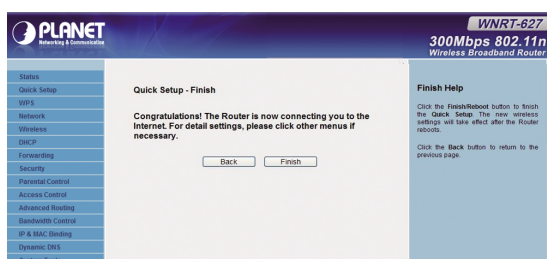 PLANET
Networking & Communication
WNRT-627
300Mbps 802.11n
Wireless Broadband Router
Status
Quick Setup
WPS
Network
Wireless
DHCP
Forwarding
Security
Parental Control
Access Control
Advanced Routing
Bandwidth Control
IP & MAC Binding
Dynamic DNS
Quick Setup - Finish
Congratulations! The Router is now connecting you to the
Internet. For detail settings, please click other menus if
necessary.
Back Finish
Finish Help
Click the Finish/Reboot button to finish
the Quick Setup. The new wireless
settings will take effect after the Router
reboots.
Click the Back button to return to the
previous page.